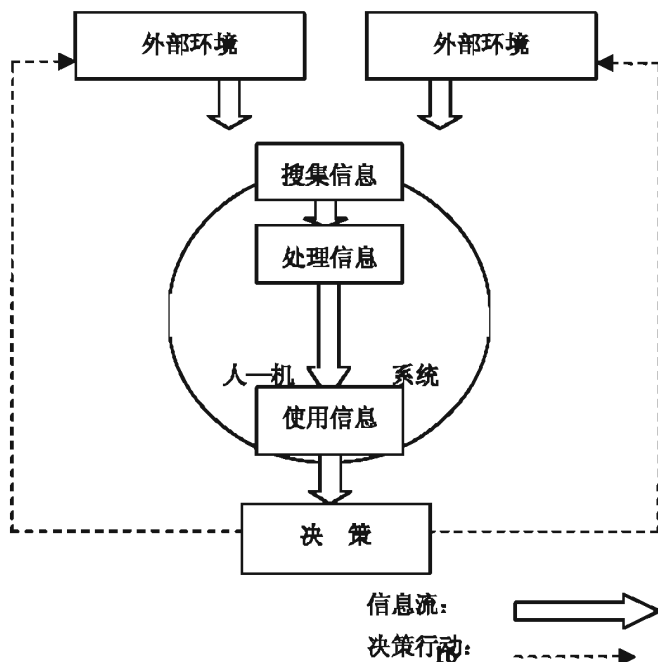 外部环境
外部环境
搜集信息
处理信息
人—机 系统
使用信息
决 策
信息流：
决策行动：